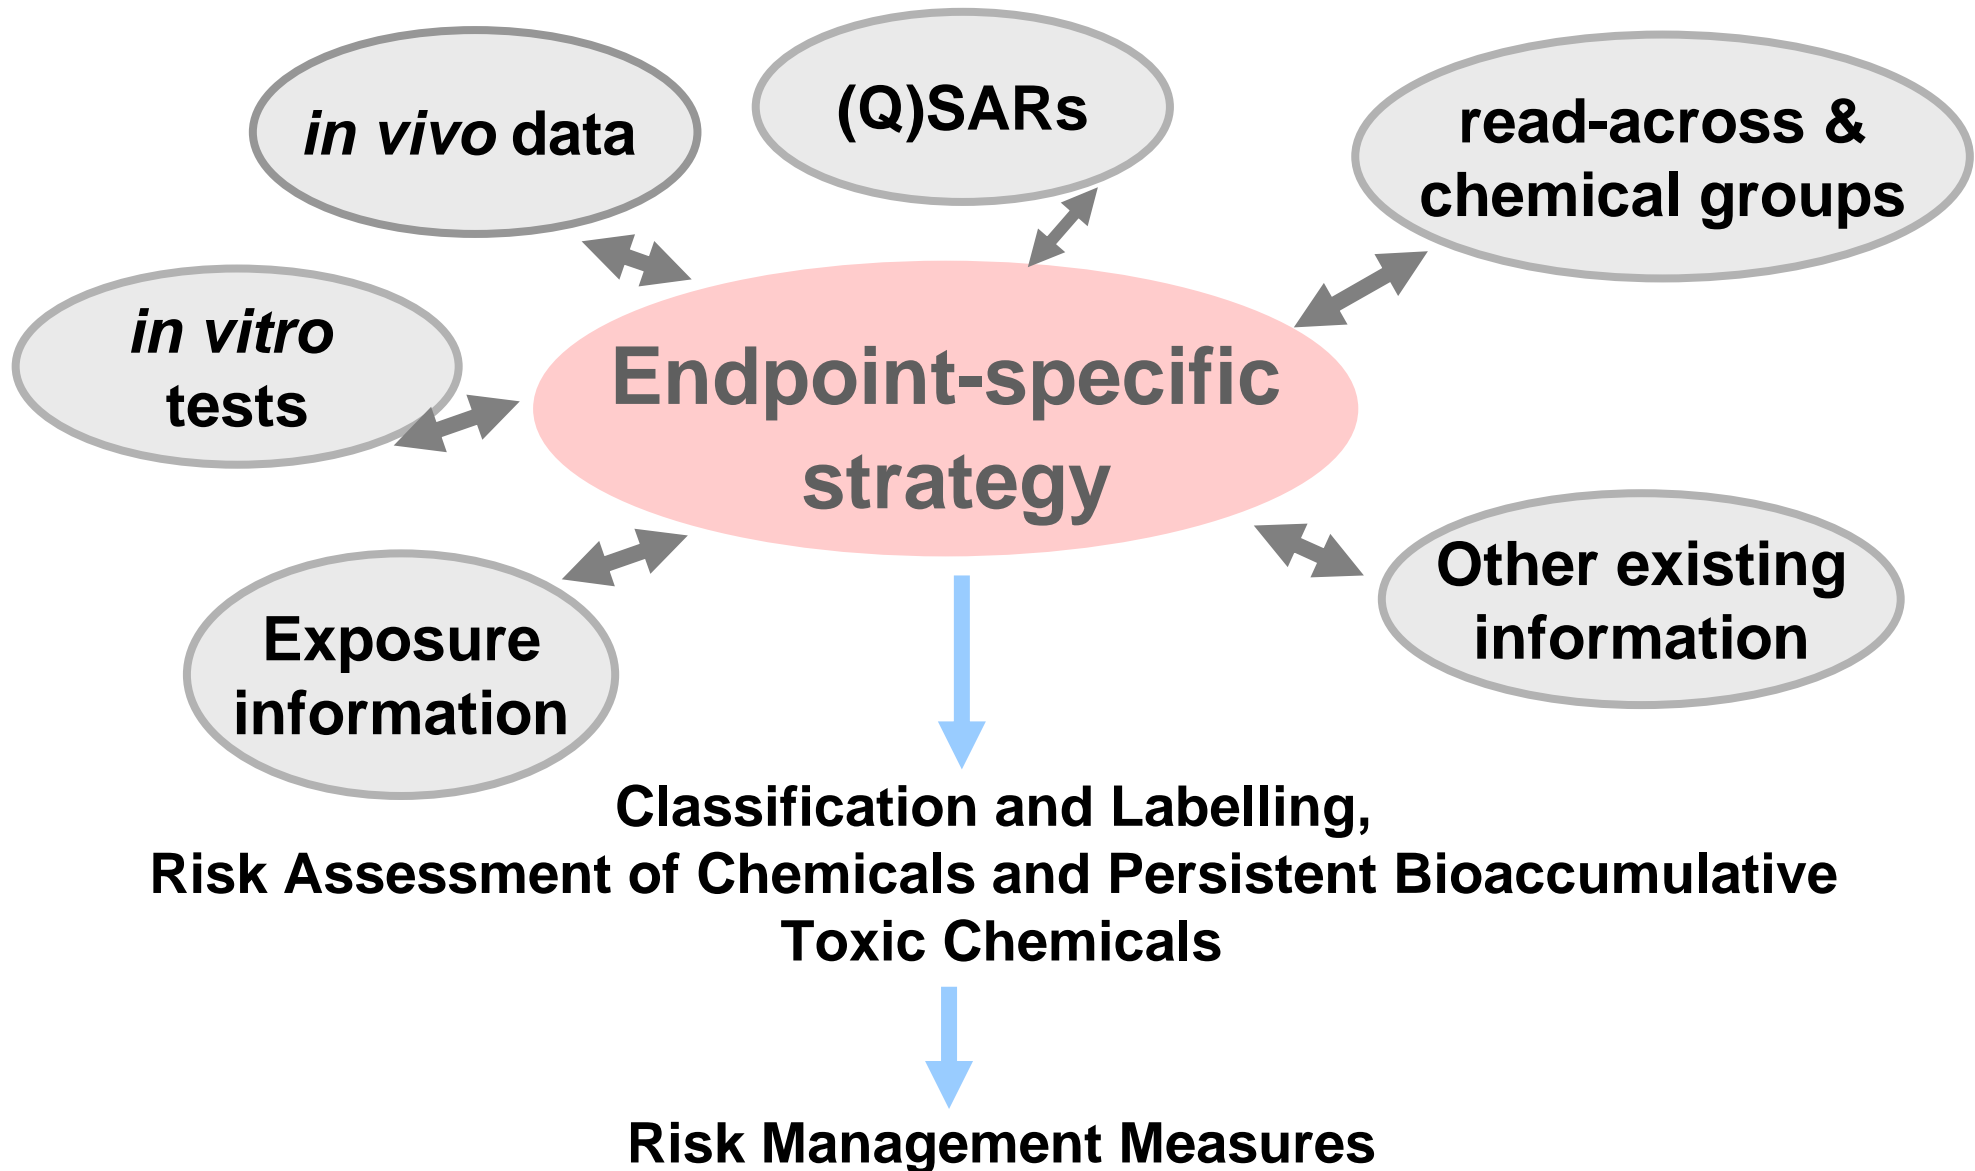 in vivo data
(Q)SARs
read-across &
chemical groups
in vitro
tests
Endpoint-specific
strategy
Exposure
information
Other existing
information
Classification and Labelling,
Risk Assessment of Chemicals and Persistent Bioaccumulative
Toxic Chemicals
Risk Management Measures